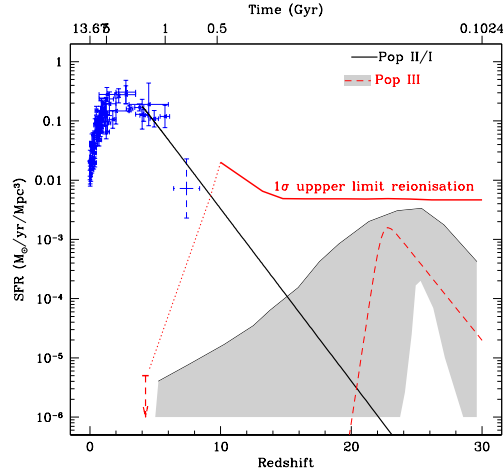 Time (Gyr)
13.67 5 1 0.5 0.1024
Pop II/I
Pop III
1σ uppper limit reionisation
SFR (M⊙/yr/Mpc³)
1
0.1
0.01
10⁻³
10⁻⁴
10⁻⁵
10⁻⁶
0 10 20 30
Redshift